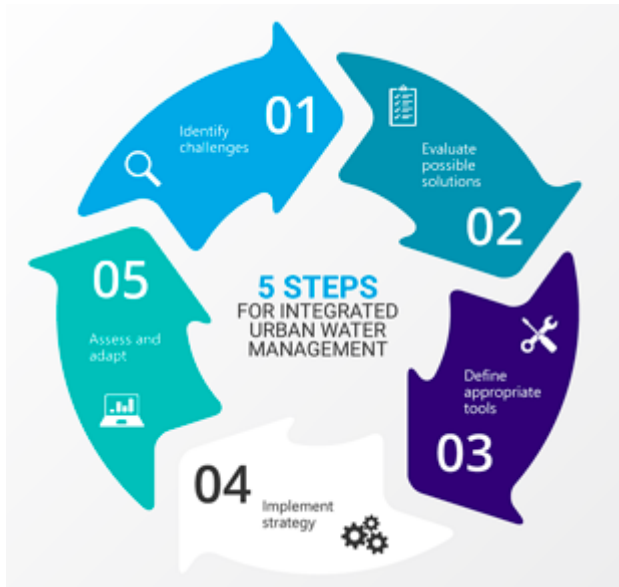 01
Identify
challenges
Evaluate
possible
solutions
02
Define
appropriate
tools
03
04
Implement
strategy
05
Assess and
adapt
5 STEPS
FOR INTEGRATED
URBAN WATER
MANAGEMENT